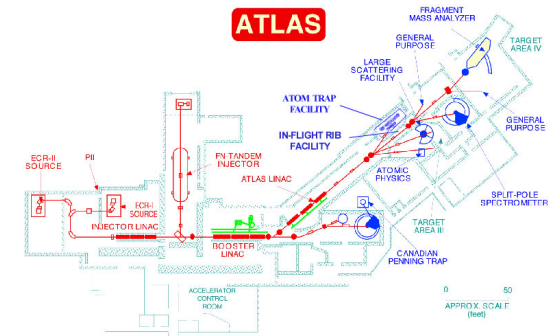 ATLAS
FRAGMENT
MASS ANALYZER
GENERAL
PURPOSE
TARGET
AREA IV
LARGE
SCATTERING
FACILITY
ATOM TRAP
FACILITY
IN-FLIGHT RIB
FACILITY
GENERAL
PURPOSE
ECR-II
SOURCE
PII
FN-TANDEM
INJECTOR
ATLAS LINAC
ATOMIC
PHYSICS
SPLIT-POLE
SPECTROMETER
ECR-I
SOURCE
INJECTOR LINAC
BOOSTER
LINAC
TARGET
AREA III
CANADIAN
PENNING TRAP
ACCELERATOR
CONTROL
ROOM
0 50
APPROX. SCALE
(feet)